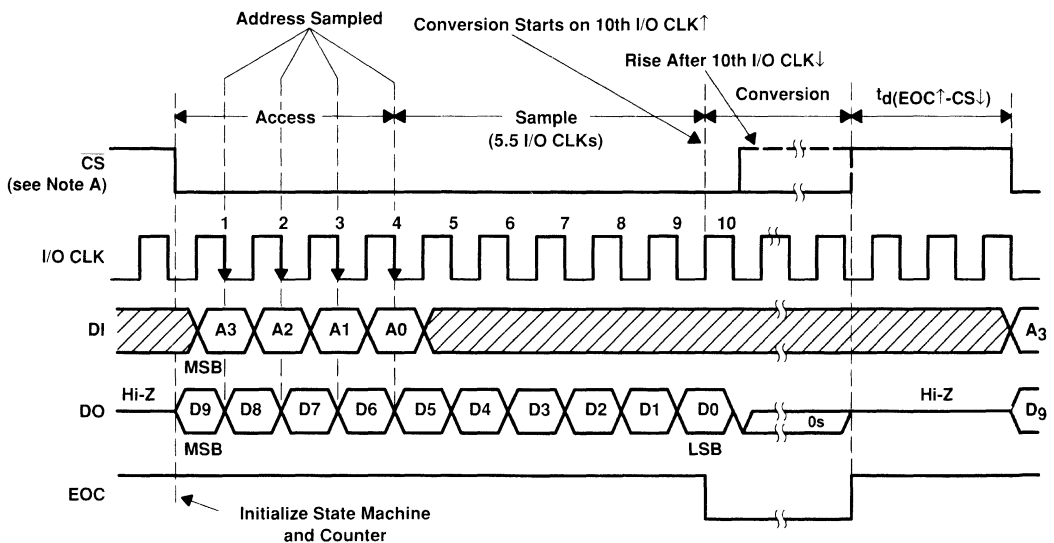 Address Sampled
Conversion Starts on 10th I/O CLK↑
Rise After 10th I/O CLK↓
Access
Sample
(5.5 I/O CLKs)
Conversion
td(EOC↑-CS↓)
CS
(see Note A)
1 2 3 4 5 6 7 8 9 10
I/O CLK
DI
A3 A2 A1 A0 A3
MSB
Hi-Z
Hi-Z
DO
D9 D8 D7 D6 D5 D4 D3 D2 D1 D0 0s D9
MSB
LSB
EOC
Initialize State Machine
and Counter